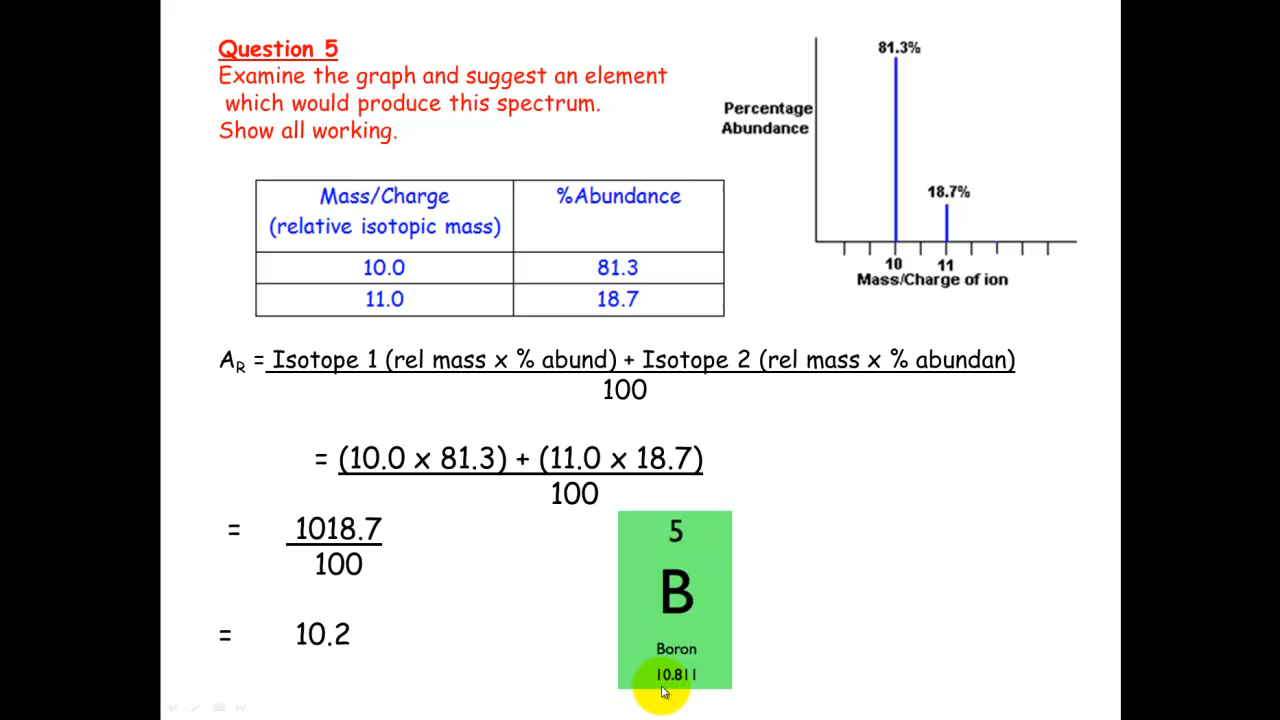 Question 5
Examine the graph and suggest an element
which would produce this spectrum.
Show all working.
81.3%
Percentage
Abundance
18.7%
10 11
Mass/Charge of ion
Mass/Charge %Abundance
(relative isotopic mass)
10.0 81.3
11.0 18.7
AR = Isotope 1 (rel mass x % abund) + Isotope 2 (rel mass x % abundan)
100
= (10.0 x 81.3) + (11.0 x 18.7)
100
= 1018.7
100
= 10.2
5
B
Boron
10.811